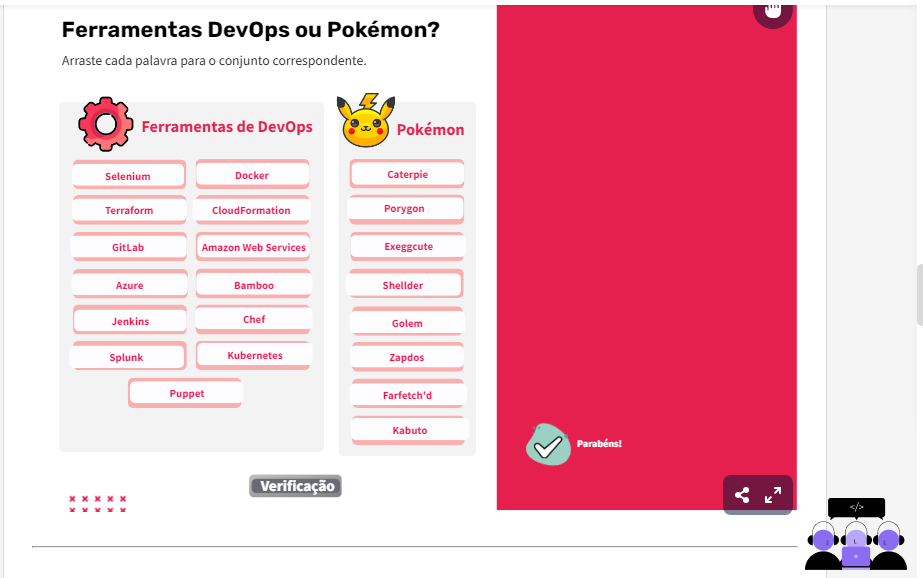 Ferramentas DevOps ou Pokémon?
Arraste cada palavra para o conjunto correspondente.
Ferramentas de DevOps
Selenium
Docker
Terraform
CloudFormation
GitLab
Amazon Web Services
Azure
Bamboo
Jenkins
Chef
Splunk
Kubernetes
Puppet
Pokémon
Caterpie
Porygon
Exeggcute
Shellder
Golem
Zapdos
Farfetch'd
Kabuto
Verificação
Parabéns!
</>